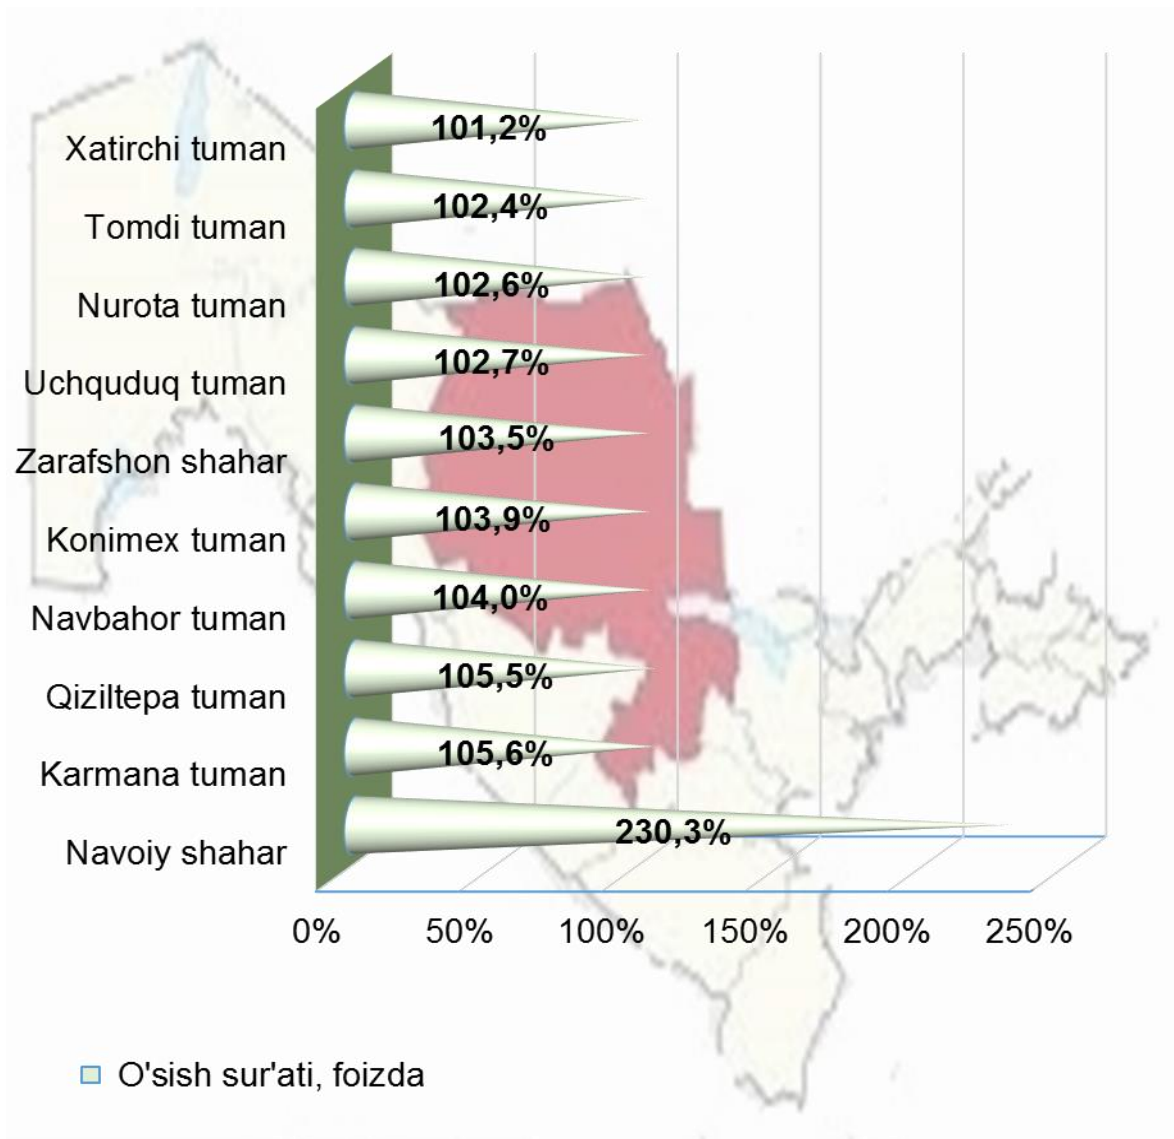 Xatirchi tuman 101,2%
Tomdi tuman 102,4%
Nurota tuman 102,6%
Uchquduq tuman 102,7%
Zarafshon shahar 103,5%
Konimex tuman 103,9%
Navbahor tuman 104,0%
Qiziltepa tuman 105,5%
Karmana tuman 105,6%
Navoiy shahar 230,3%
0% 50% 100% 150% 200% 250%
O'sish sur'ati, foizda